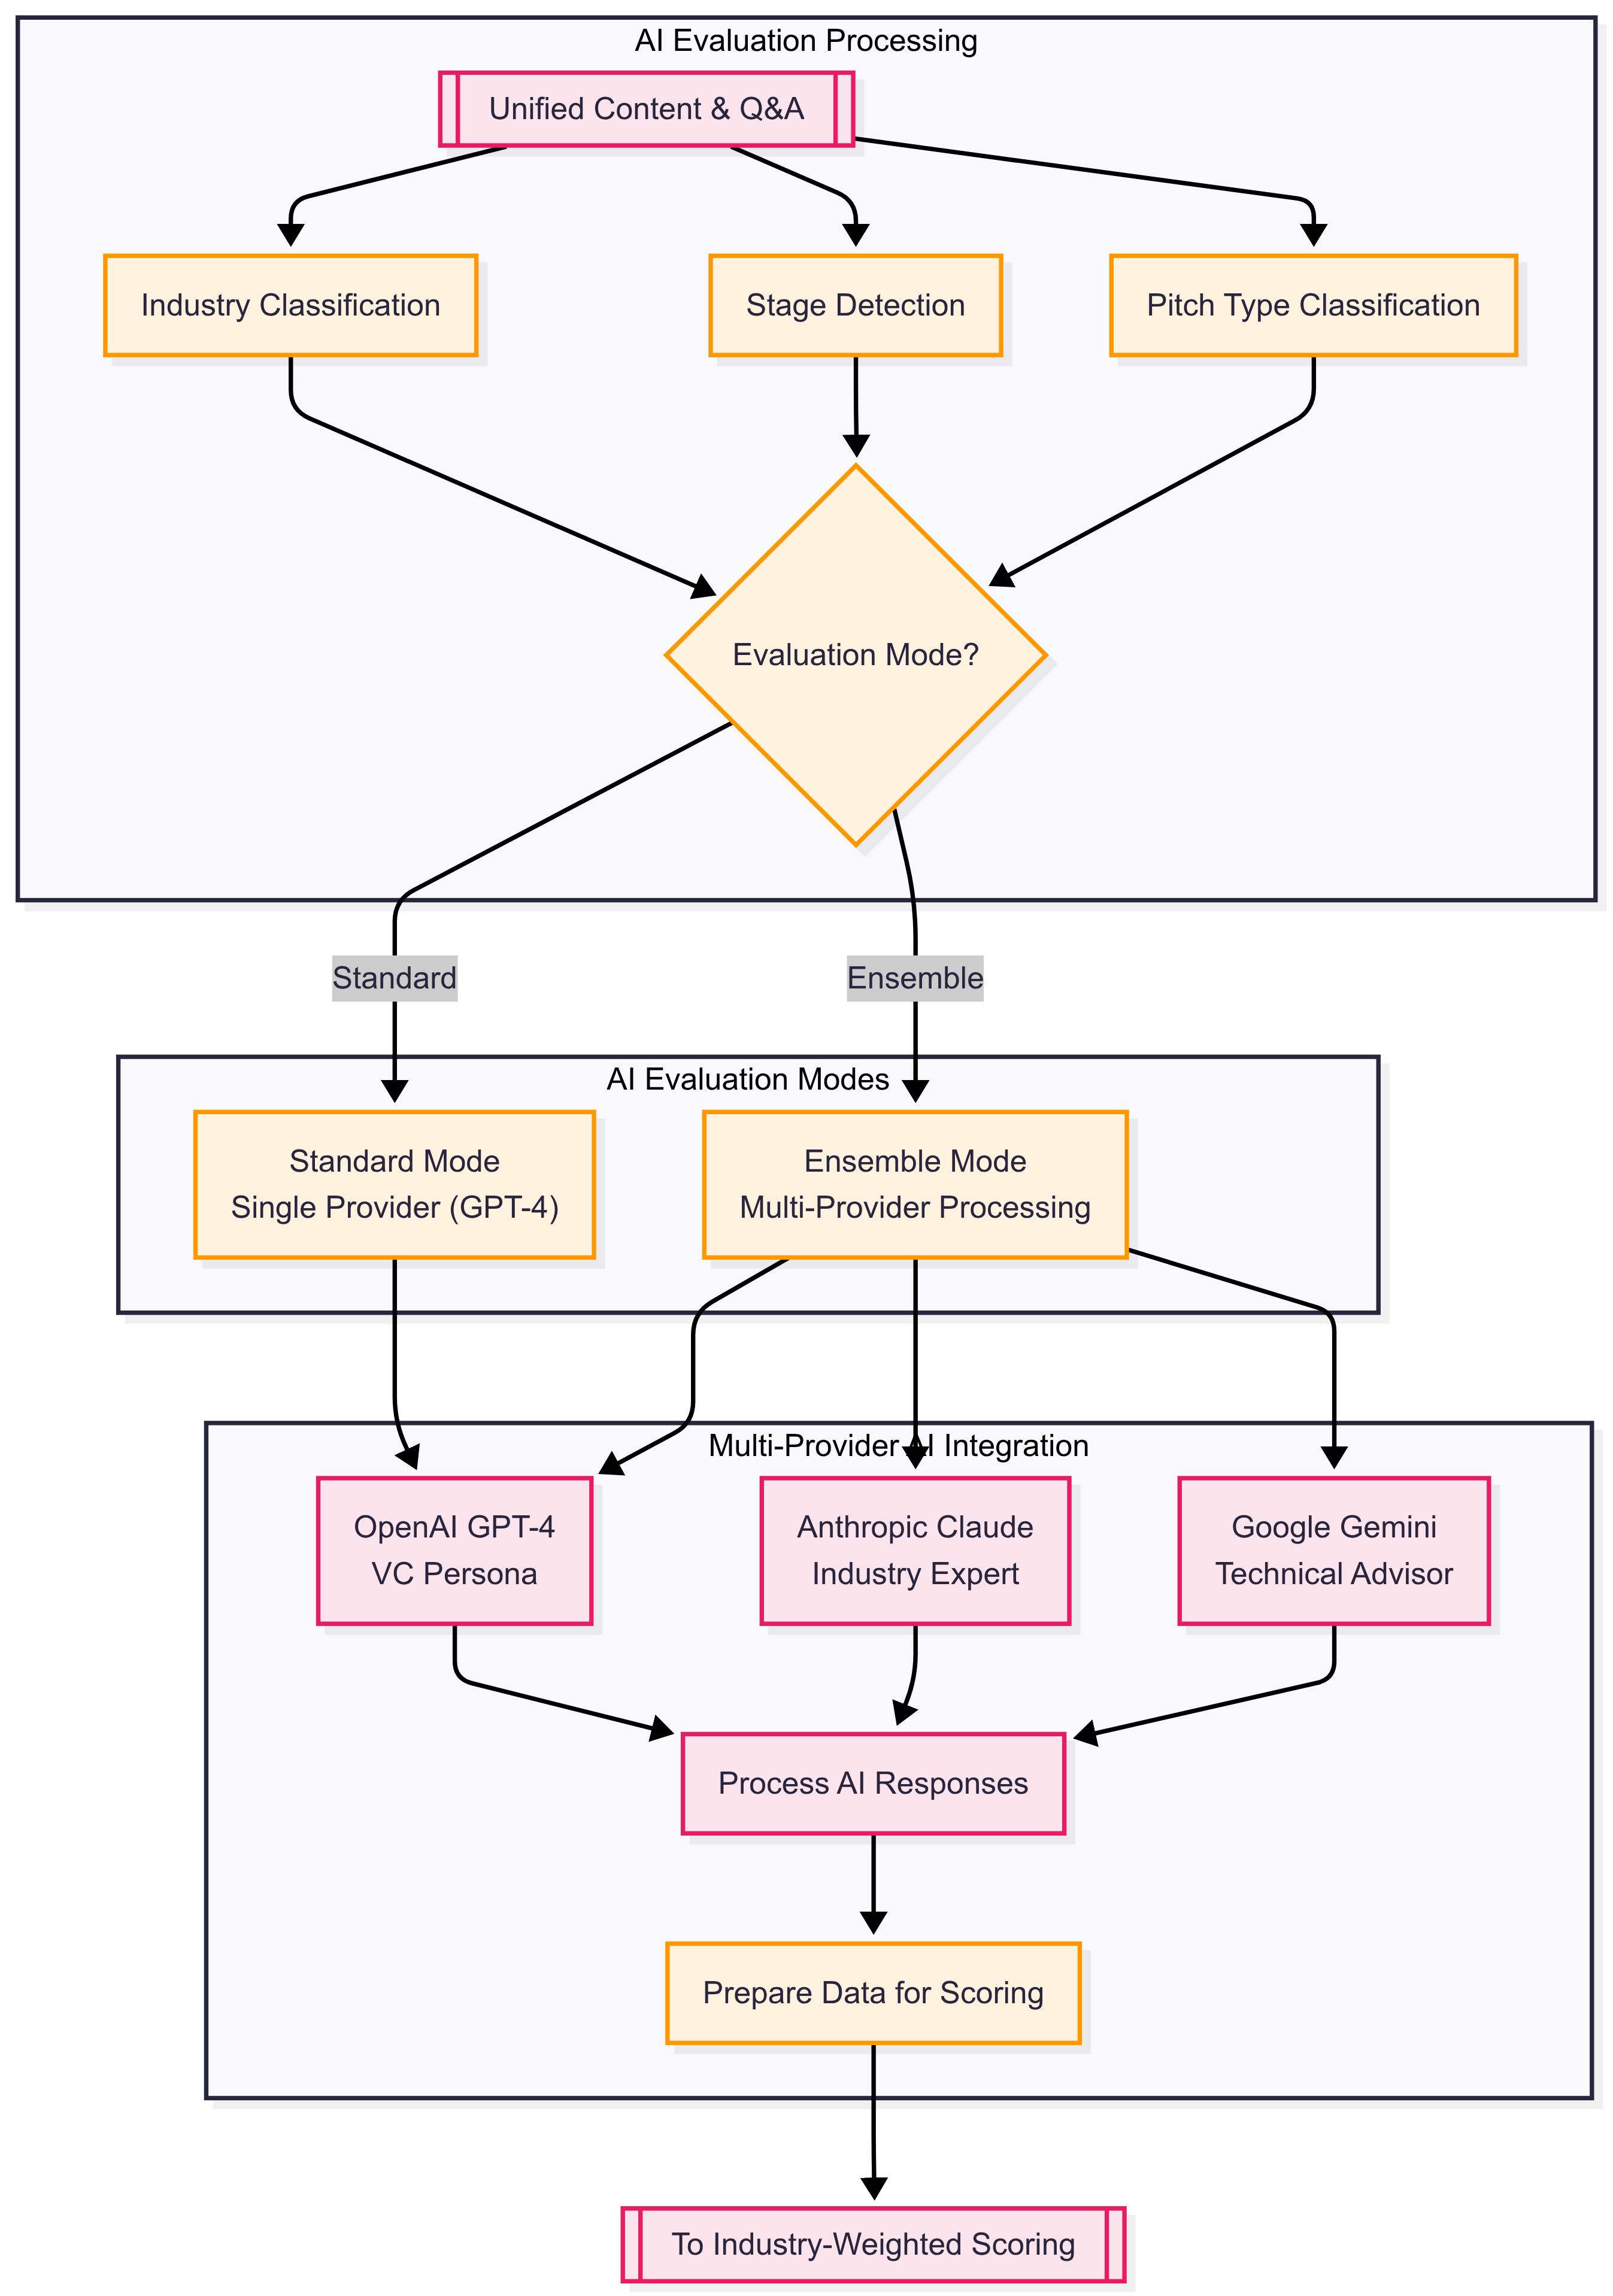 AI Evaluation Processing
Unified Content & Q&A
Industry Classification
Stage Detection
Pitch Type Classification
Evaluation Mode?
Standard
Ensemble
AI Evaluation Modes
Standard Mode
Single Provider (GPT-4)
Ensemble Mode
Multi-Provider Processing
Multi-Provider AI Integration
OpenAI GPT-4
VC Persona
Anthropic Claude
Industry Expert
Google Gemini
Technical Advisor
Process AI Responses
Prepare Data for Scoring
To Industry-Weighted Scoring